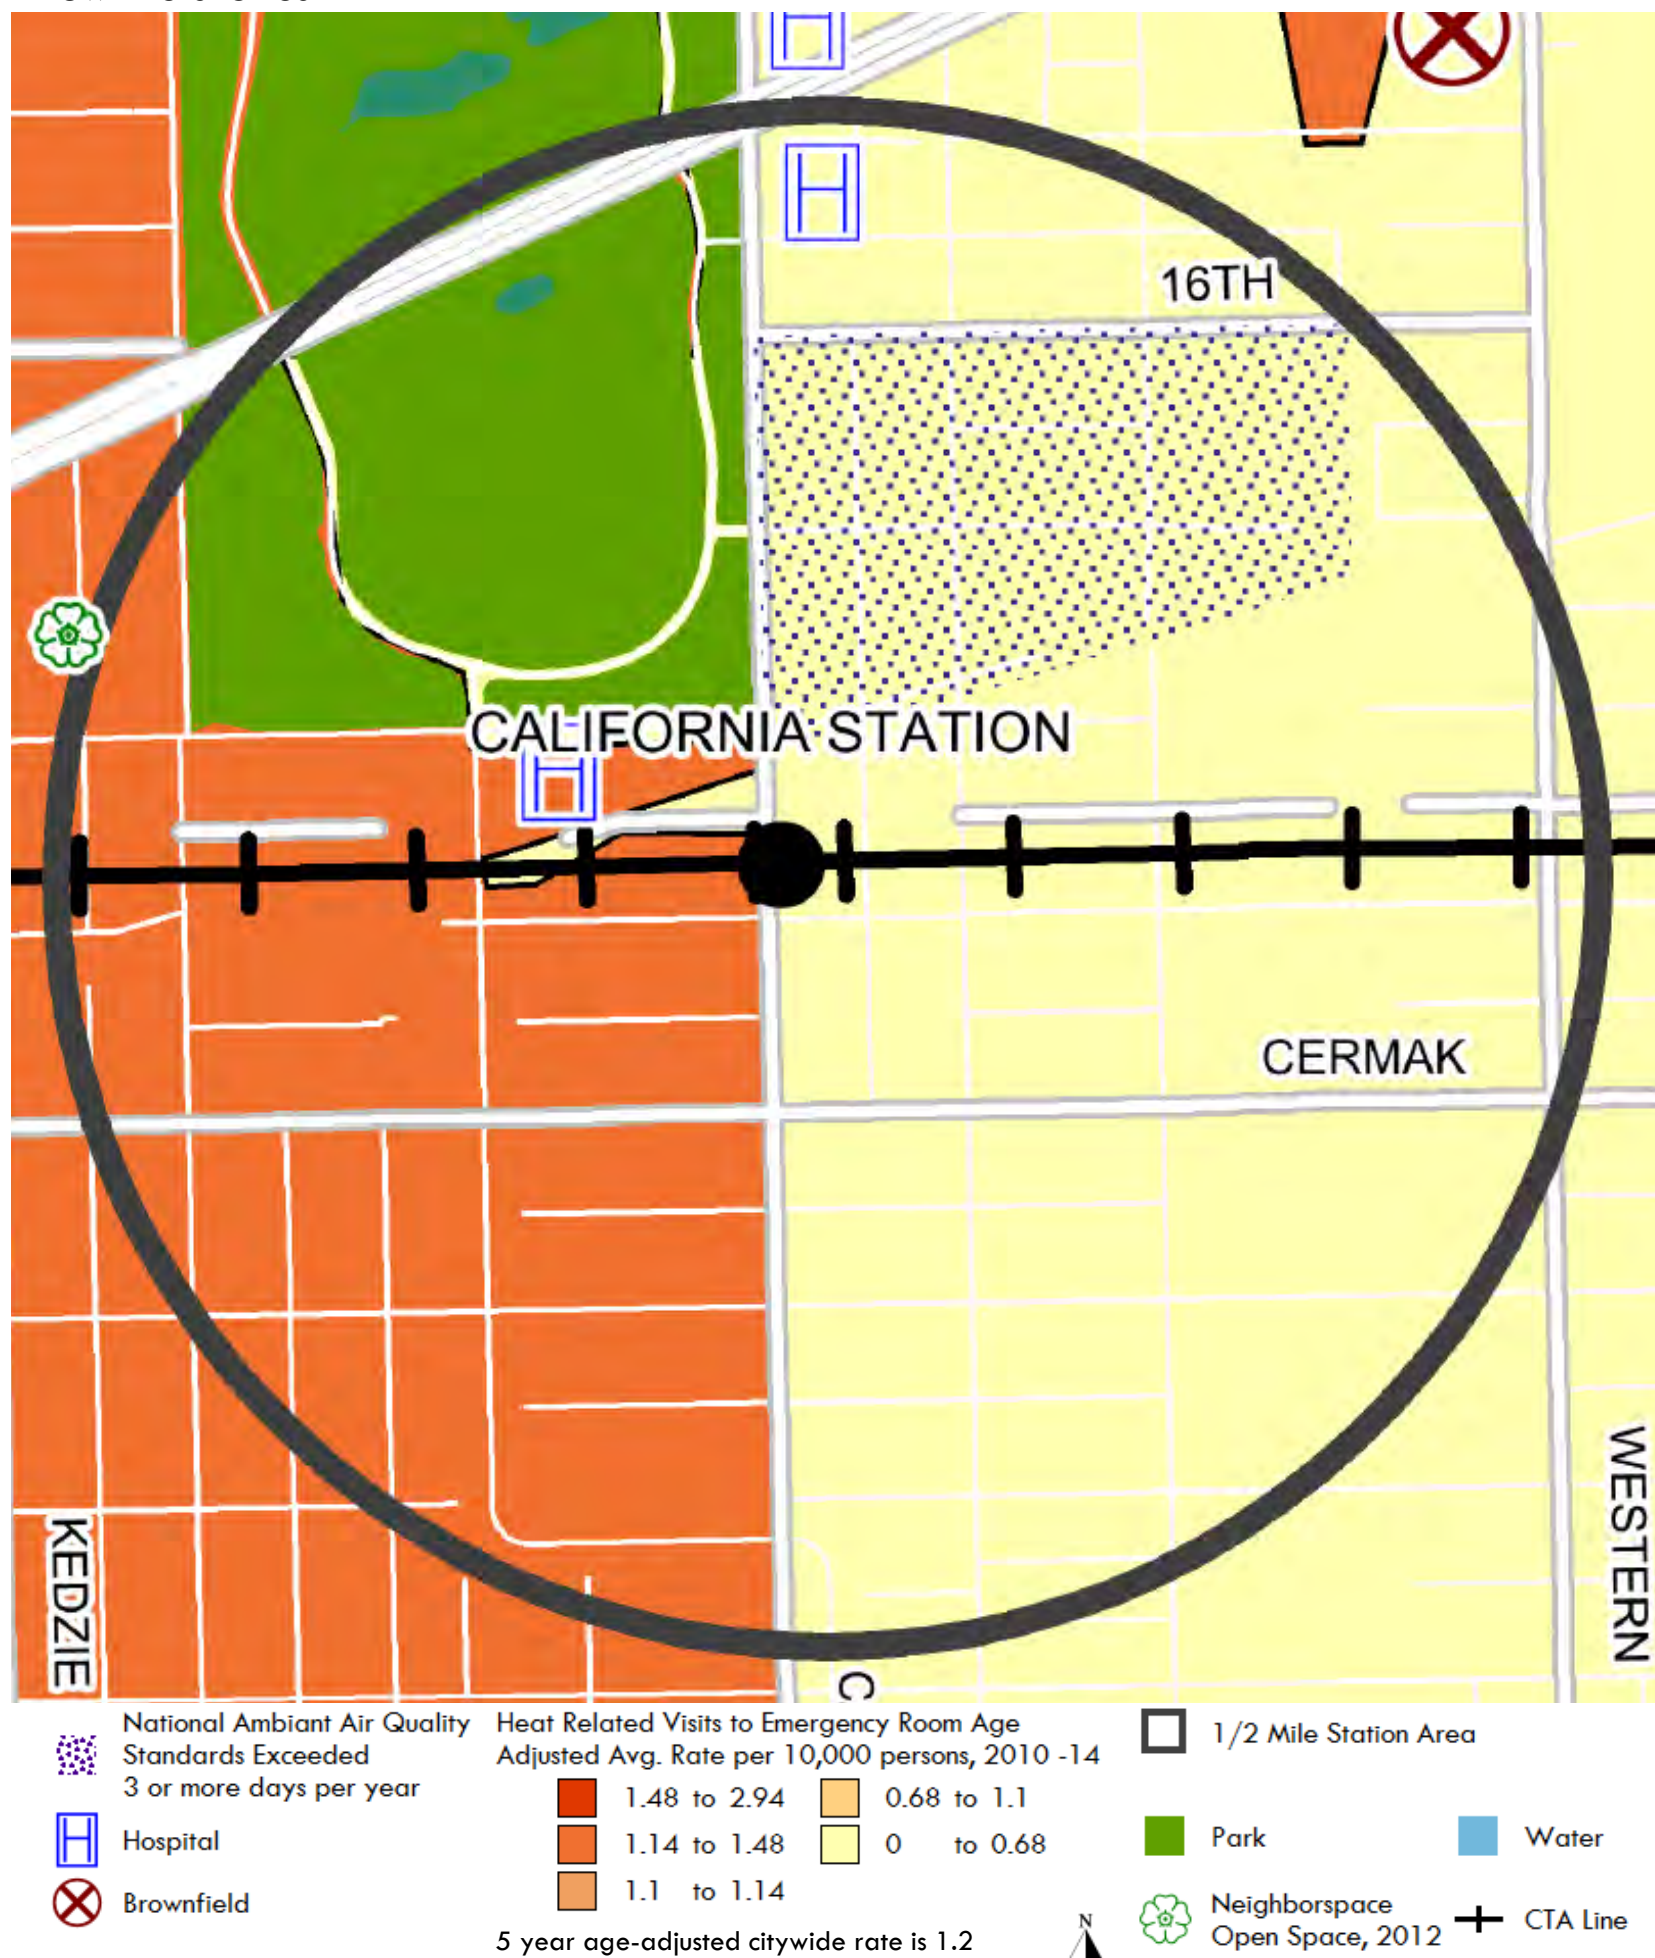 16TH
CALIFORNIA STATION
CERMAK
WESTERN
KEDZIE
C
National Ambiant Air Quality
Standards Exceeded
3 or more days per year
Hospital
Brownfield
Heat Related Visits to Emergency Room Age
Adjusted Avg. Rate per 10,000 persons, 2010 -14
1.48 to 2.94
1.14 to 1.48
1.1 to 1.14
0.68 to 1.1
0 to 0.68
5 year age-adjusted citywide rate is 1.2
1/2 Mile Station Area
Park
Water
Neighborspace
Open Space, 2012
CTA Line
N